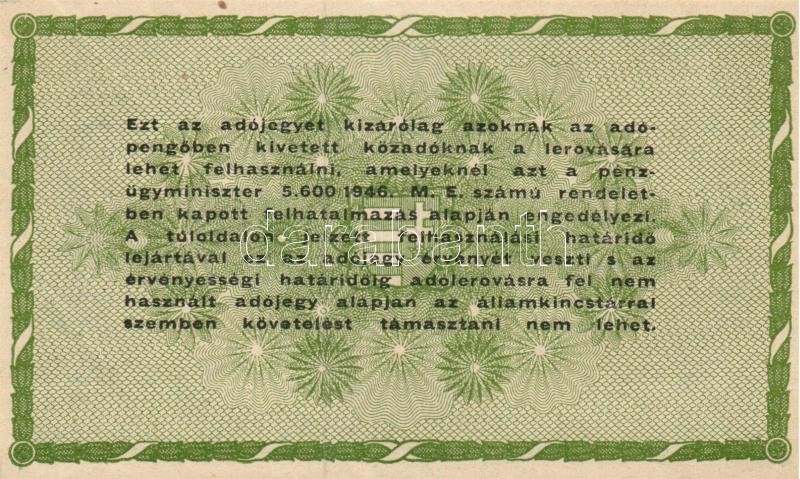 Ezt az adójegyet kizárólag azoknak az adó-
pengőben kivetett közadóknak a lerovására
lehet felhasználni, amelyeknél azt a pénz-
ügyminiszter 5.600/1946. M. E. számú rendelet-
ben kapott felhatalmazás alapján engedélyezi.
A túloldalon jelzett felhasználási határidő
lejártával ez az adójegy érvényét veszti s az
érvényességi határidőig adólerovásra fel nem
használt adójegy alapján az államkincstárral
szemben követelést támasztani nem lehet.
darabanth